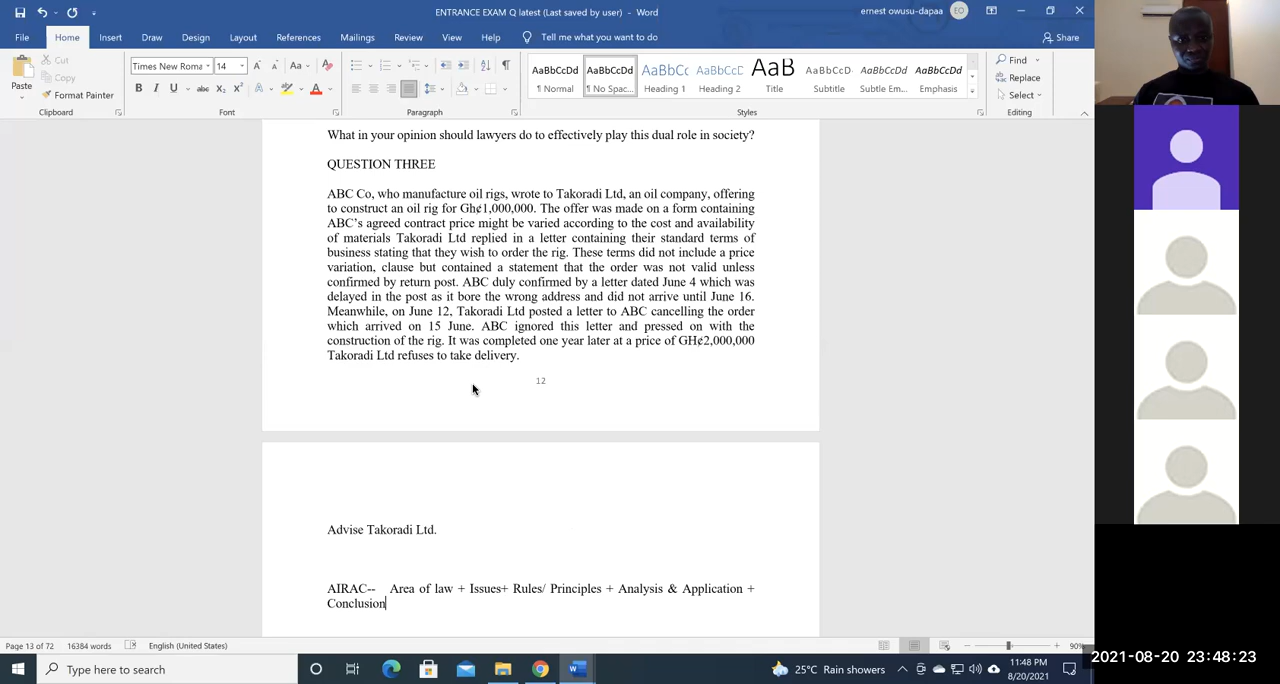 ENTRANCE EXAM Q latest (Last saved by user) - Word
ernest owusu-dapaa
EO
File Home Insert Draw Design Layout References Mailings Review View Help Tell me what you want to do
Share
Paste
Cut
Copy
Format Painter
Clipboard
Times New Roma 14
Aa
B I U abc X₂ X² A A
Font
Paragraph
AaBbCcDd AaBbCcDd AaBbCc AaBbCcDd AaB AaBbCcDd AaBbCcDd AaBbCcDd
¶ Normal ¶ No Spac... Heading 1 Heading 2 Title Subtitle Subtle Em... Emphasis
Styles
Find
Replace
Select
Editing
What in your opinion should lawyers do to effectively play this dual role in society?
QUESTION THREE
ABC Co, who manufacture oil rigs, wrote to Takoradi Ltd, an oil company, offering
to construct an oil rig for Gh¢1,000,000. The offer was made on a form containing
ABC's agreed contract price might be varied according to the cost and availability
of materials Takoradi Ltd replied in a letter containing their standard terms of
business stating that they wish to order the rig. These terms did not include a price
variation, clause but contained a statement that the order was not valid unless
confirmed by return post. ABC duly confirmed by a letter dated June 4 which was
delayed in the post as it bore the wrong address and did not arrive until June 16.
Meanwhile, on June 12, Takoradi Ltd posted a letter to ABC cancelling the order
which arrived on 15 June. ABC ignored this letter and pressed on with the
construction of the rig. It was completed one year later at a price of GH¢2,000,000
Takoradi Ltd refuses to take delivery.
12
Advise Takoradi Ltd.
AIRAC-- Area of law + Issues+ Rules/ Principles + Analysis & Application +
Conclusion
Page 13 of 72 16384 words English (United States)
90%
Type here to search
25°C Rain showers
11:48 PM
8/20/2021
2021-08-20 23:48:23